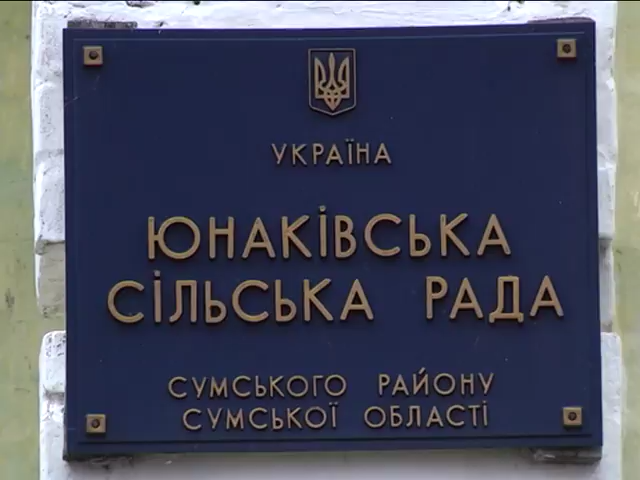 УКРАЇНА
ЮНАКІВСЬКА
СІЛЬСЬКА РАДА
СУМСЬКОГО РАЙОНУ
СУМСЬКОЇ ОБЛАСТІ